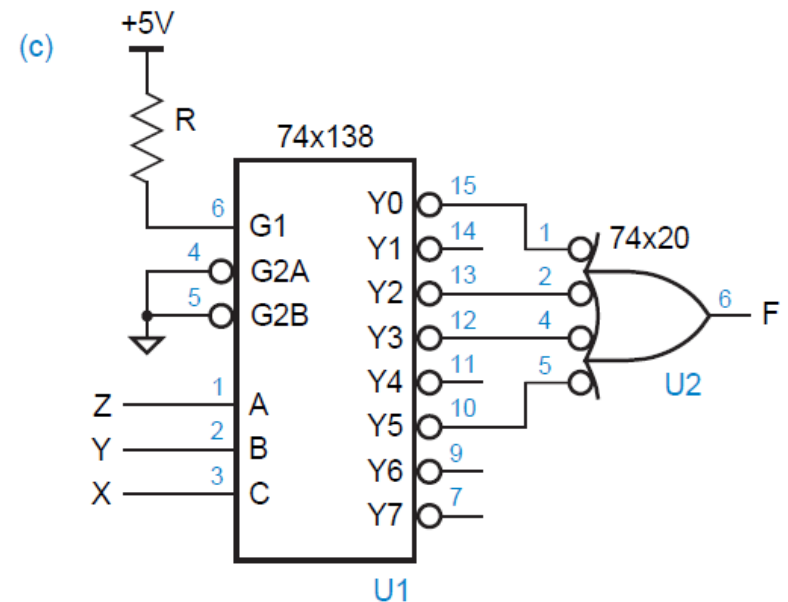 +5V
(c)
R
74x138
6 G1
4 G2A
5 G2B
1 A
2 B
3 C
Z
Y
X
Y0 15
Y1 14
Y2 13
Y3 12
Y4 11
Y5 10
Y6 9
Y7 7
U1
74x20
1
2
4
5
6 F
U2